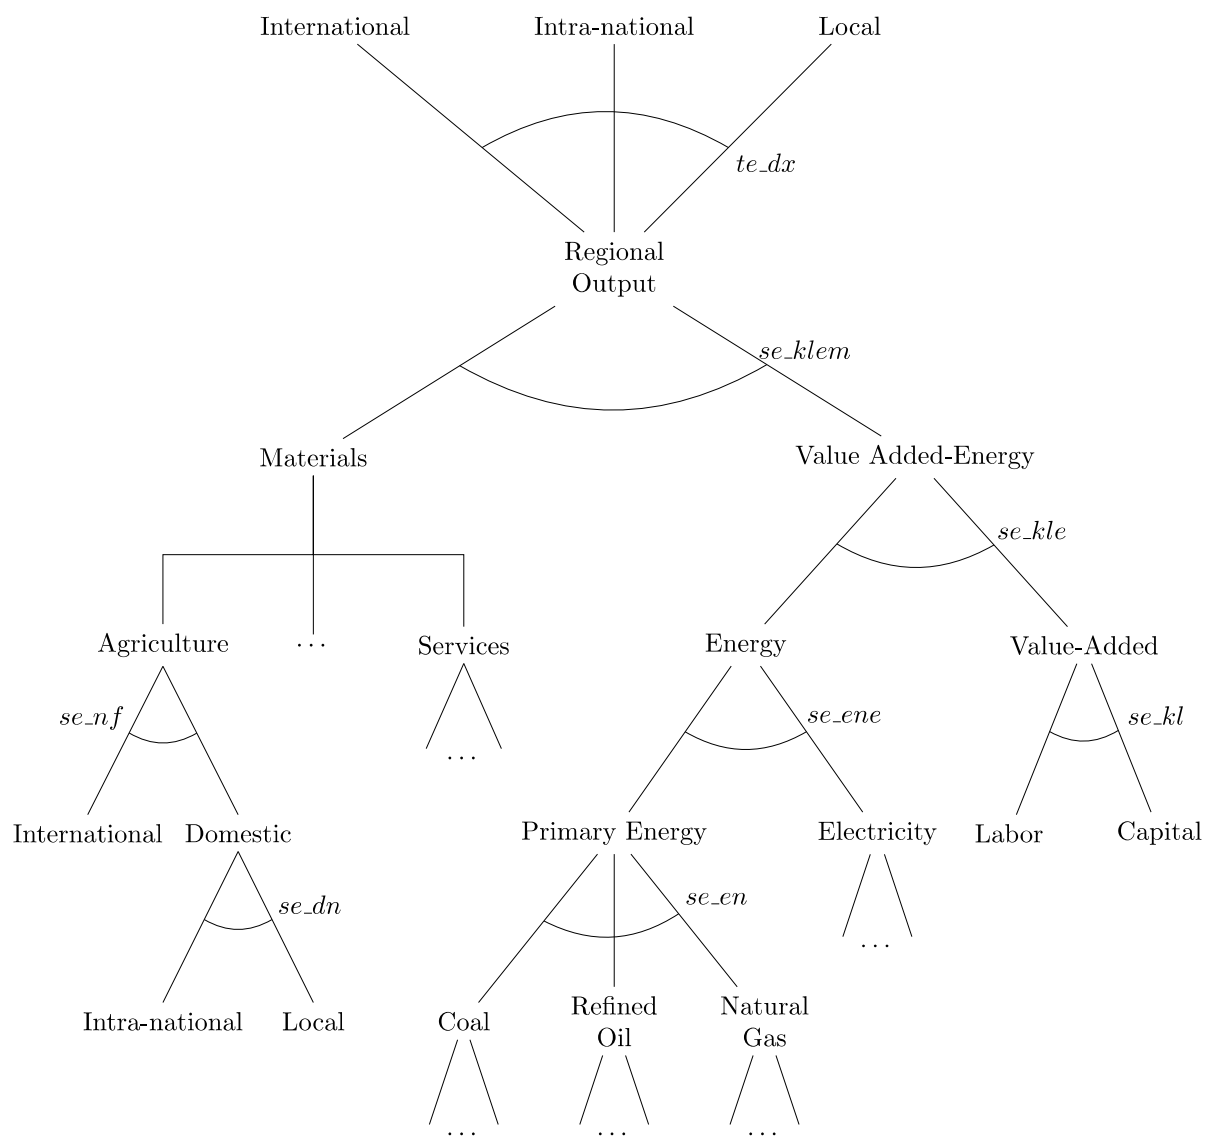 International
Intra-national
Local
te_dx
Regional
Output
se_klem
Materials
Value Added-Energy
se_kle
Agriculture
...
Services
Energy
Value-Added
se_nf
...
se_ene
se_kl
International
Domestic
Primary Energy
Electricity
Labor
Capital
se_dn
se_en
...
Intra-national
Local
Coal
Refined
Oil
Natural
Gas
...
...
...